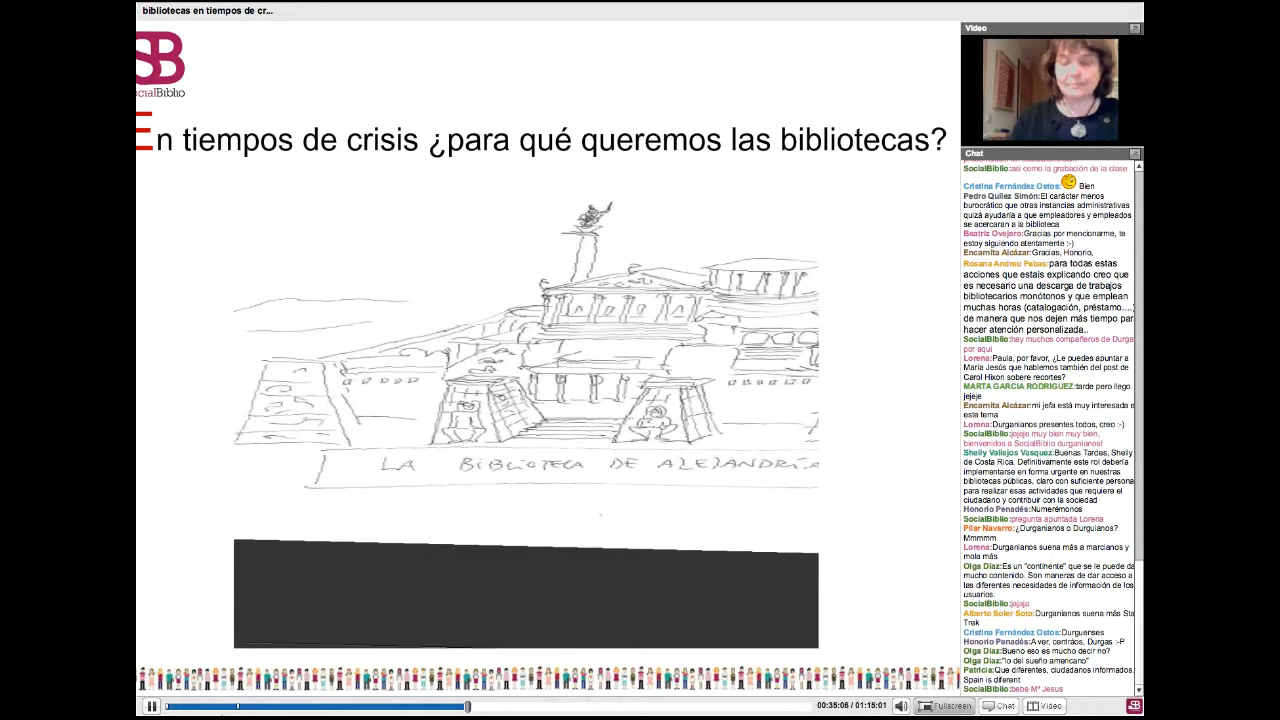 bibliotecas en tiempos de cr...
SB
ocialBiblio
En tiempos de crisis ¿para qué queremos las bibliotecas?
LA BIBLIOTECA DE ALEJANDRÍA
Video
Chat
SocialBiblio:asi como la grabación de la clase
Cristina Fernández Ostos: Bien
Pedro Quílez Simón:El carácter menos
burocrático que otras instancias administrativas
quizá ayudaría a que empleadores y empleados
se acercaran a la biblioteca
Beatriz Ovejero:Gracias por mencionarme, te
estoy siguiendo atentamente :-)
Encarnita Alcázar:Gracias, Honorio,
Rosana Andreu Febas:para todas estas
acciones que estais explicando creo que
es necesario una descarga de trabajos
bibliotecarios monótonos y que emplean
muchas horas (catalogación, préstamo....)
de manera que nos dejen más tiempo par
hacer atención personalizada..
SocialBiblio:hay muchos compañeros de Durga
por aqui
Lorena:Paula, por favor, ¿Le puedes apuntar a
María Jesús que hablemos también del post de
Carol Hikon sobere recortes?
MARTA GARCIA RODRIGUEZ:tarde pero llego
jejeje
Encarnita Alcázar:mi jefa está muy interesada e
este tema
Lorena:Durganianos presentes todos, creo :-)
SocialBiblio:jejeje muy bien muy bien,
bienvenidos a SocialBiblio durganianos!
Sheily Vallejos Vasquez:Buenas Tardes, Sheily
de Costa Rica. Definitivamente este rol debería
implementarse en forma urgente en nuestras
bibliotecas públicas, claro con suficiente persona
para realizar esas actividades que requiere el
ciudadano y contribuir con la sociedad
Honorio Penadés:Numerémonos
SocialBiblio:pregunta apuntada Lorena
Pilar Navarro:¿Durganianos o Durguianos?
Mmmmm
Lorena:Durganianos suena más a marcianos y
mola más
Olga Díaz:Es un "continente" que se le puede da
mucho contenido. Son maneras de dar acceso a
las diferentes necesidades de información de los
usuarios.
SocialBiblio:jajaja
Alberto Soler Soto:Durganianos suena más Sta
Trek
Cristina Fernández Ostos:Durguenses
Honorio Penadés:A ver, centráos, Durgas :-P
Olga Díaz:Bueno eso es mucho decir no?
Olga Díaz:"lo del sueño americano"
Patricia:Que diferentes, ciudadanos informados.
Spain is diferent
SocialBiblio:bebe Mª Jesus
00:35:06 / 01:15:01
Fullscreen
Chat
Video
SB